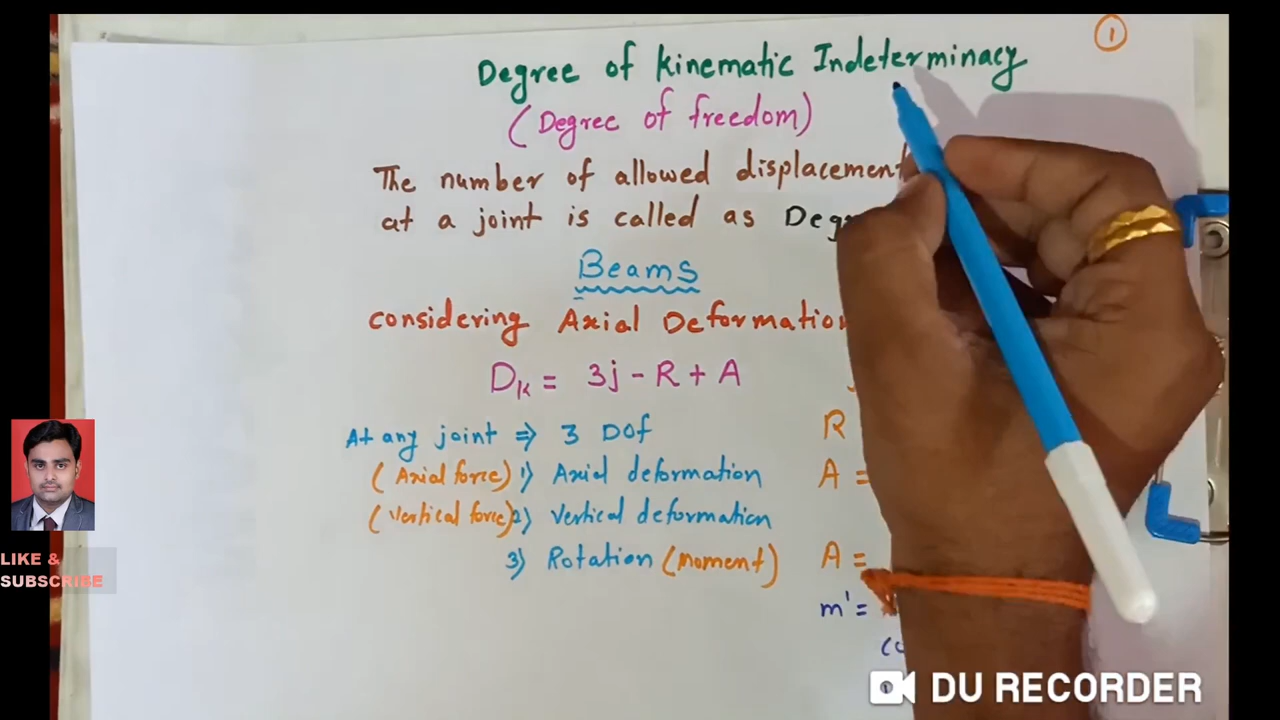 1
Degree of Kinematic Indeterminacy
(Degree of freedom)
The number of allowed displacement
at a joint is called as
Beams
considering Axial Deformation
Dk = 3j - R + A
At any joint ⇒ 3 Dof
R
(Axial force) 1) Axial deformation
A =
(Vertical force) 2) Vertical deformation
3) Rotation (Moment)
A =
m' =
LIKE &
SUBSCRIBE
DU RECORDER